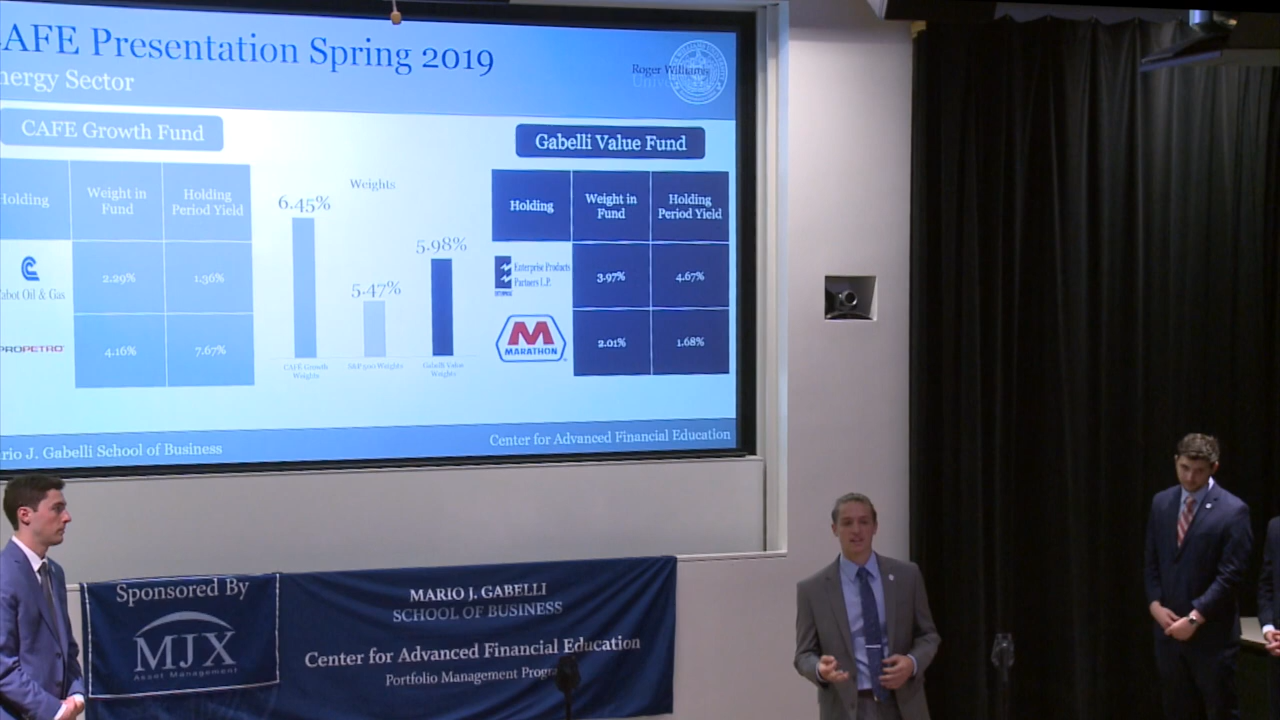 AFE Presentation Spring 2019
nergy Sector
Roger Williams
CAFE Growth Fund
Gabelli Value Fund
olding
Weight in
Fund
Holding
Period Yield
abot Oil & Gas
2.29%
1.36%
PROPETRO
4.16%
7.67%
Weights
6.45%
5.47%
5.98%
CAFE Growth
Weights
S&P 500 Weights
Gabelli Value
Weights
Holding
Weight in
Fund
Holding
Period Yield
Enterprise Products
Partners L.P.
3.97%
4.67%
M
MARATHON
2.01%
1.68%
rio J. Gabelli School of Business
Center for Advanced Financial Education
Sponsored By
MJX
Asset Management
MARIO J. GABELLI
SCHOOL OF BUSINESS
Center for Advanced Financial Education
Portfolio Management Progra